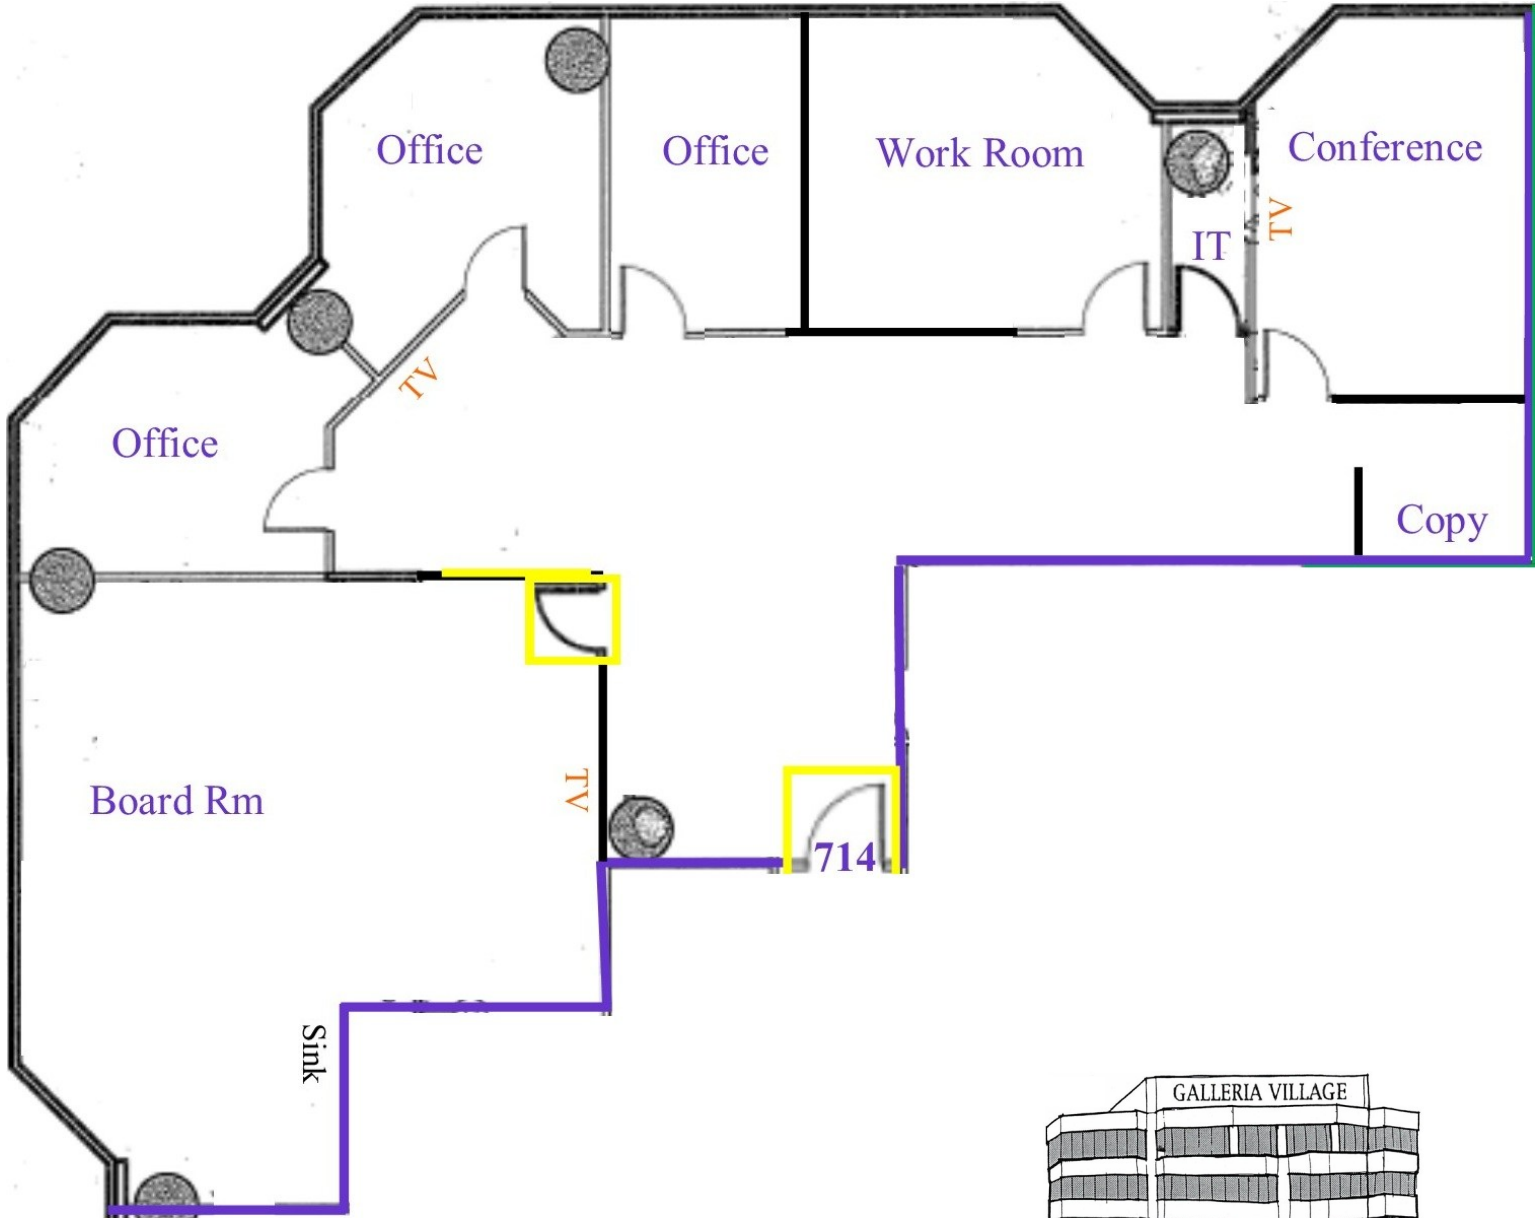 Office
Office
Work Room
Conference
IT
TV
TV
Office
Copy
Board Rm
TV
714
Sink
GALLERIA VILLAGE